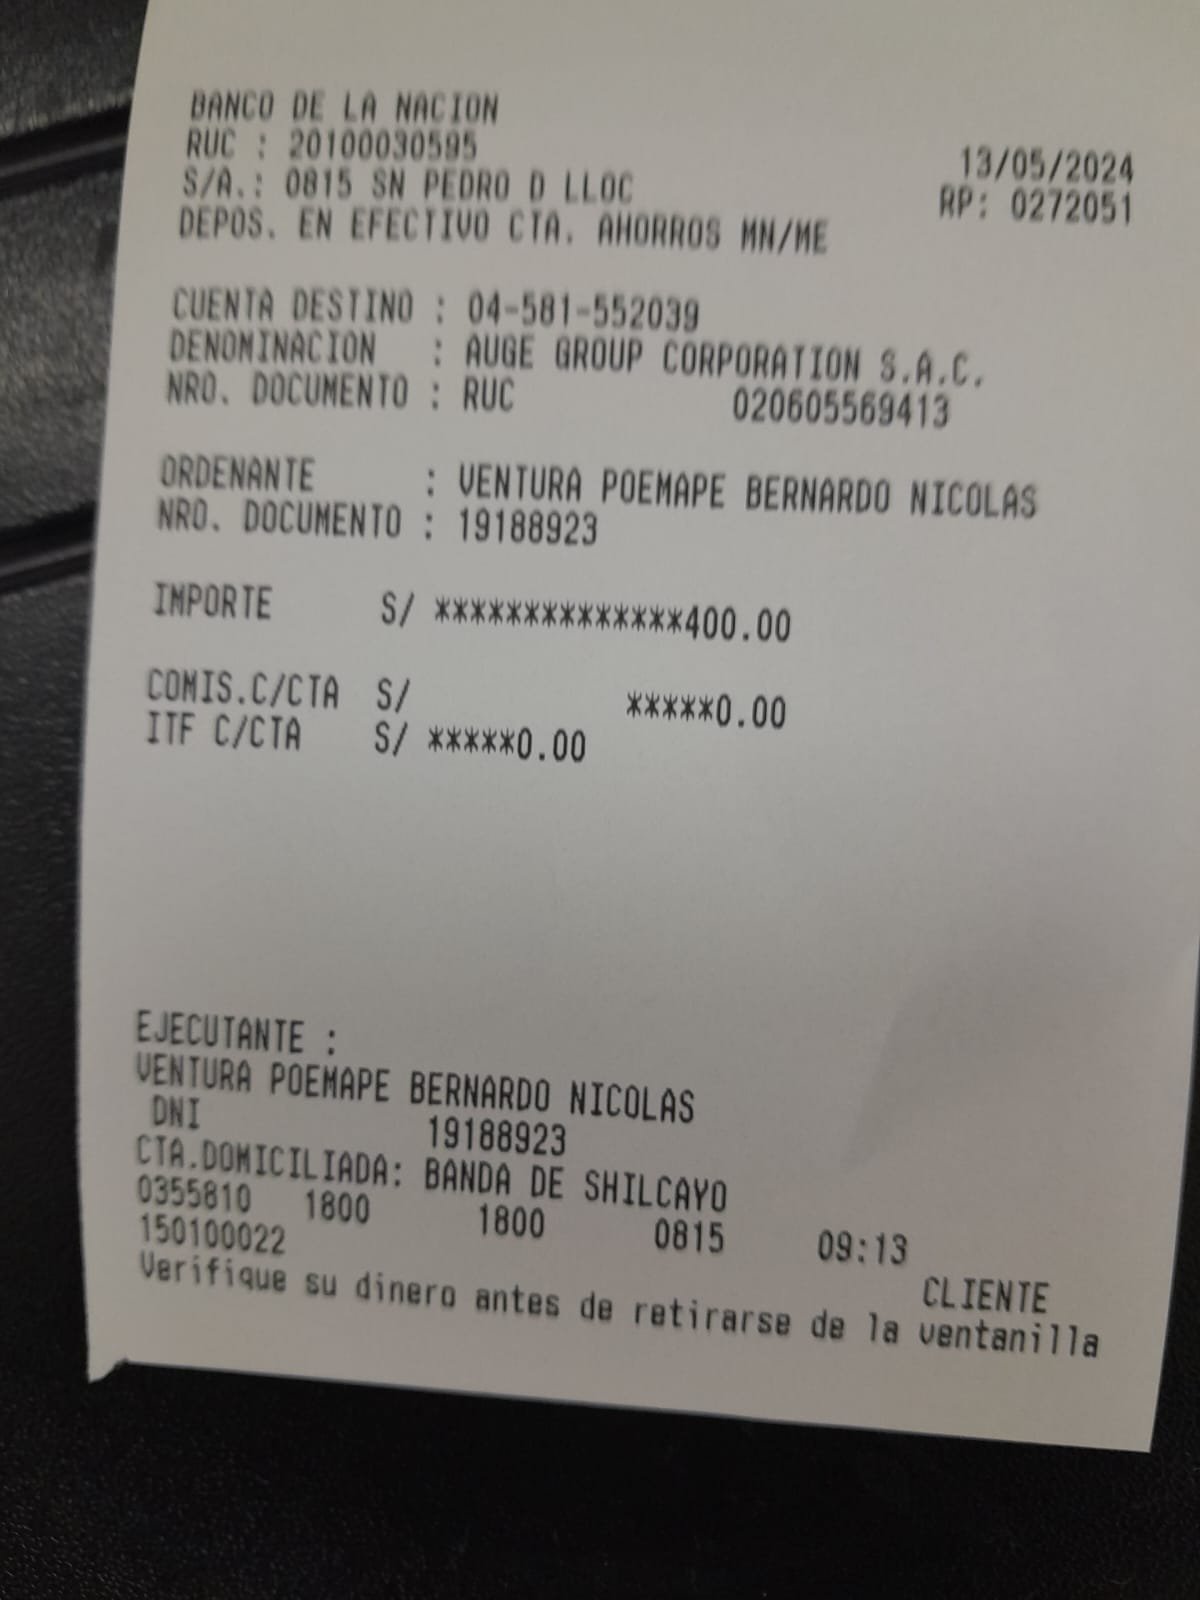 BANCO DE LA NACION
RUC : 20100030595 13/05/2024
S/A.: 0815 SN PEDRO D LLOC RP: 0272051
DEPOS. EN EFECTIVO CTA. AHORROS MN/ME
CUENTA DESTINO : 04-581-552039
DENOMINACION : AUGE GROUP CORPORATION S.A.C.
NRO. DOCUMENTO : RUC 020605569413
ORDENANTE : VENTURA POEMAPE BERNARDO NICOLAS
NRO. DOCUMENTO : 19188923
IMPORTE S/ **************400.00
COMIS.C/CTA S/ *****0.00
ITF C/CTA S/ *****0.00
EJECUTANTE :
VENTURA POEMAPE BERNARDO NICOLAS
DNI 19188923
CTA.DOMICILIADA: BANDA DE SHILCAYO
0355810 1800 1800 0815 09:13
150100022 CLIENTE
Verifique su dinero antes de retirarse de la ventanilla